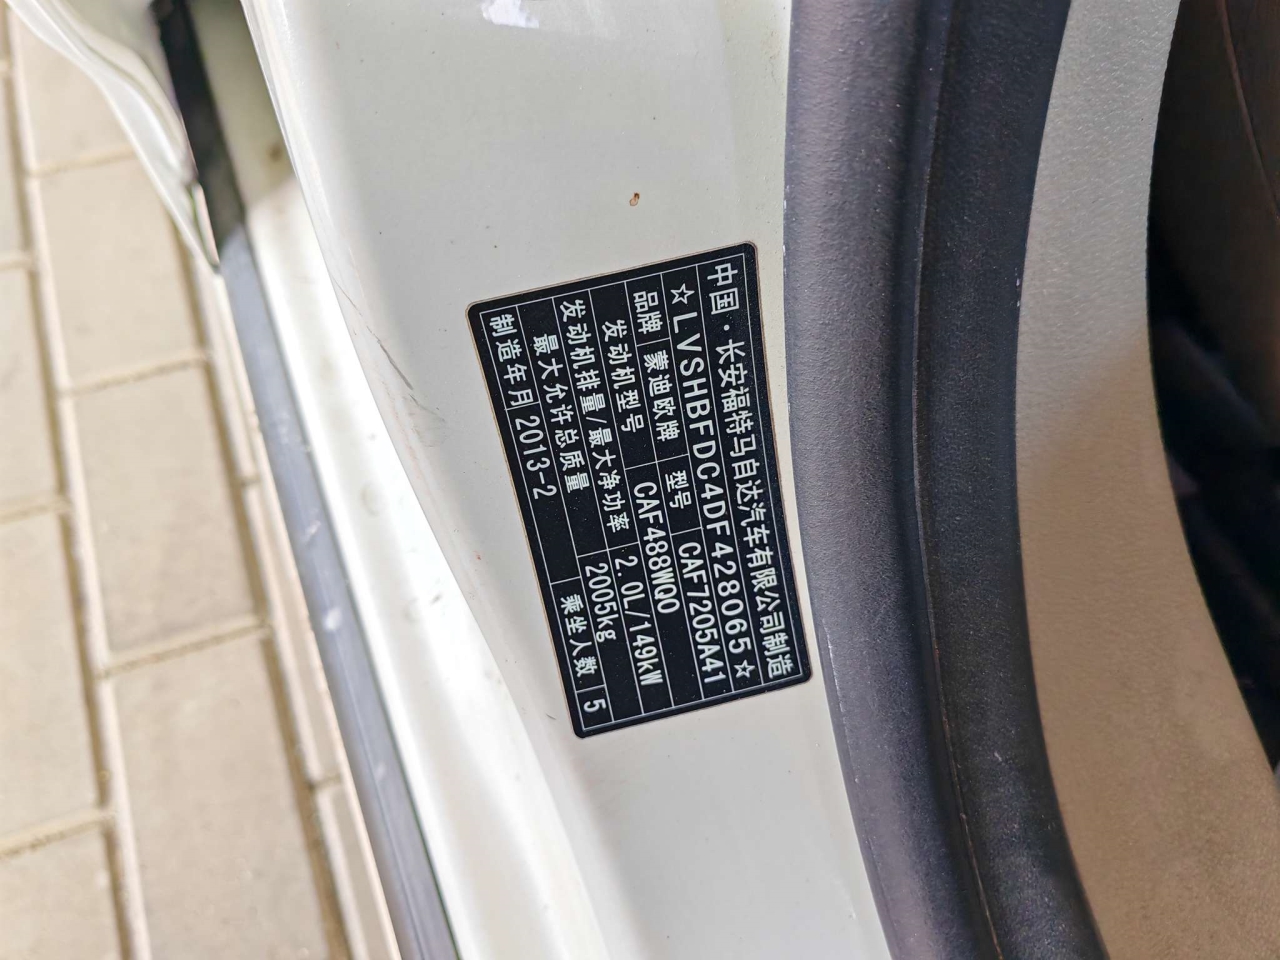 中国·长安福特马自达汽车有限公司制造
☆LVSHBFDC4DF428065☆
品牌 蒙迪欧牌 型号 CAF7205A41
发动机型号 CAF488WQ0
发动机排量/最大净功率 2.0L/149kW
最大允许总质量 2005kg
制造年月 2013-2 乘坐人数 5